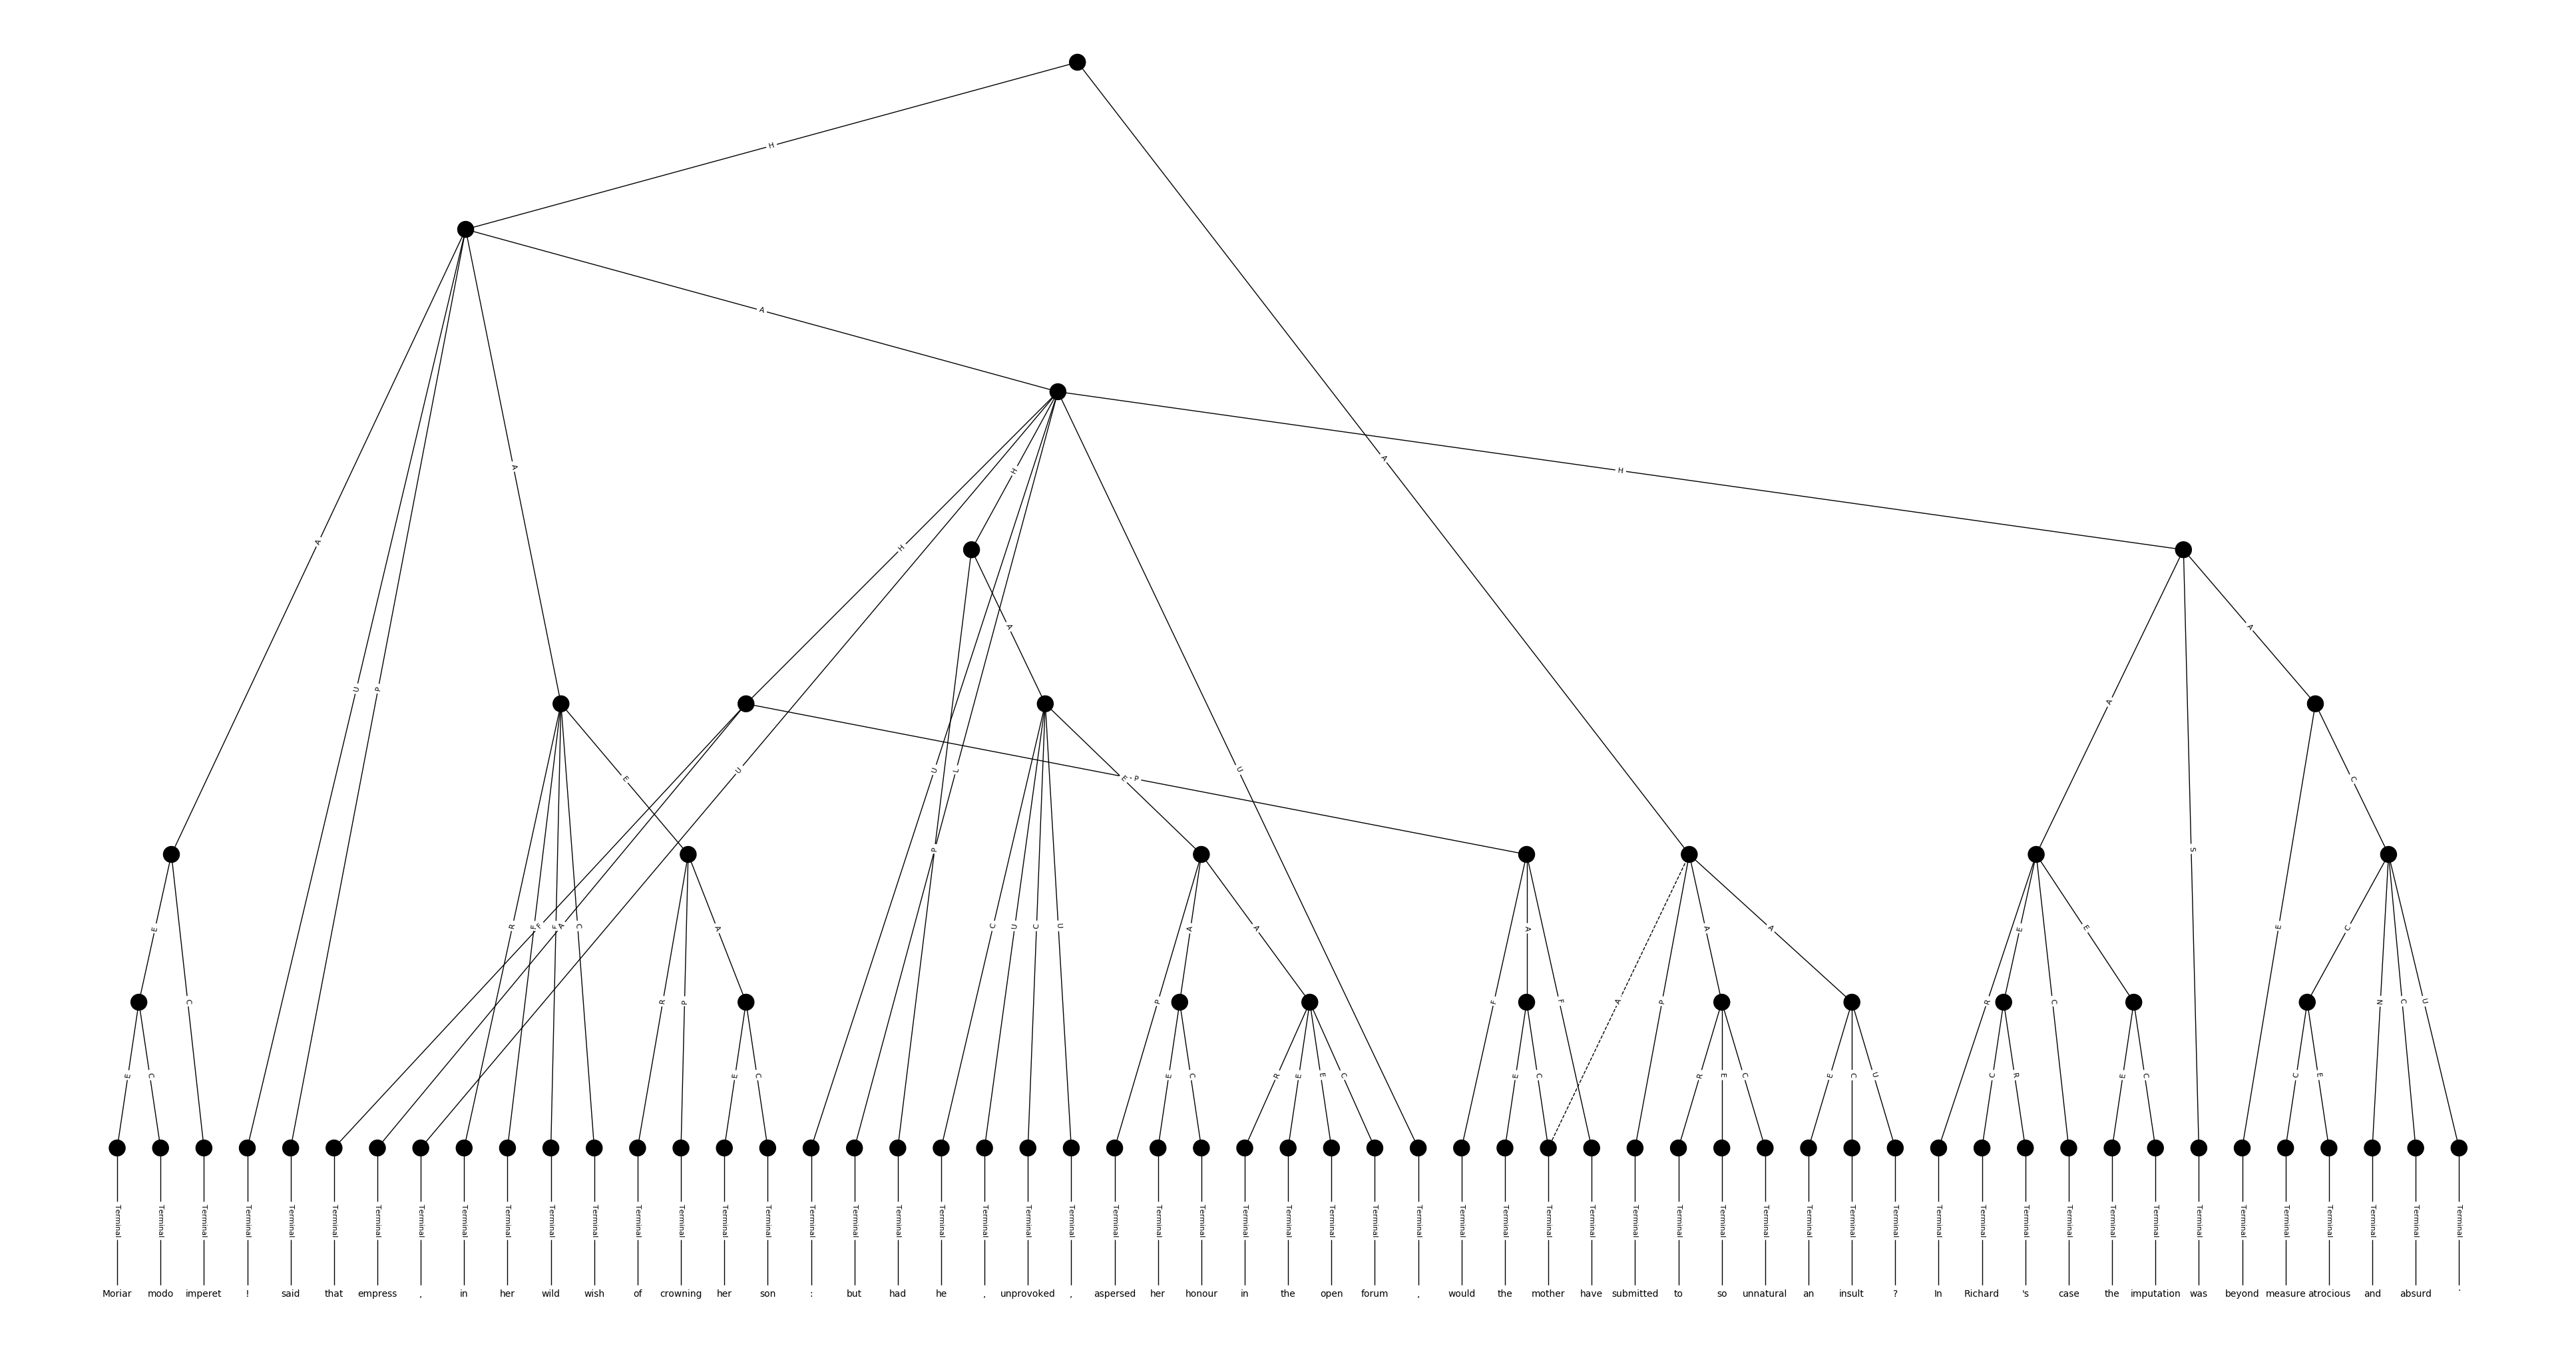 H
H A
A
A
H
H
A
U P
A A
A
H
U
U L
U
E
E P
C
S
P
E
R F F F A C
A
C U C U
A
A
F A F
P A A
E
E
E
C
N
C
R P
P
A
R
C
C
U
E C
E C
E C
R E E C
E C
R E C
E C U
C R
E C
C E
Terminal Terminal Terminal Terminal Terminal Terminal Terminal Terminal Terminal Terminal Terminal Terminal Terminal Terminal Terminal Terminal Terminal Terminal Terminal Terminal Terminal Terminal Terminal Terminal Terminal Terminal Terminal Terminal Terminal Terminal Terminal Terminal Terminal Terminal Terminal Terminal Terminal Terminal Terminal Terminal Terminal Terminal Terminal Terminal Terminal Terminal Terminal Terminal Terminal Terminal Terminal Terminal Terminal Terminal Terminal
Moriar modo imperet ! said that empress , in her wild wish of crowning her son : but had he , unprovoked , aspersed her honour in the open forum , would the mother have submitted to so unnatural an insult ? In Richard 's case the imputation was beyond measure atrocious and absurd .